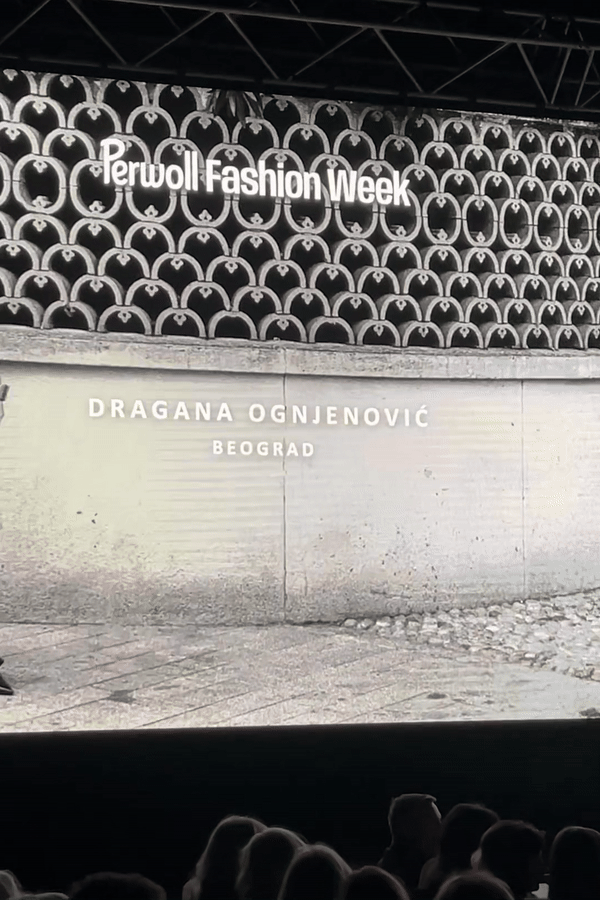 Perwoll Fashion Week
DRAGANA OGNJENOVIĆ
BEOGRAD